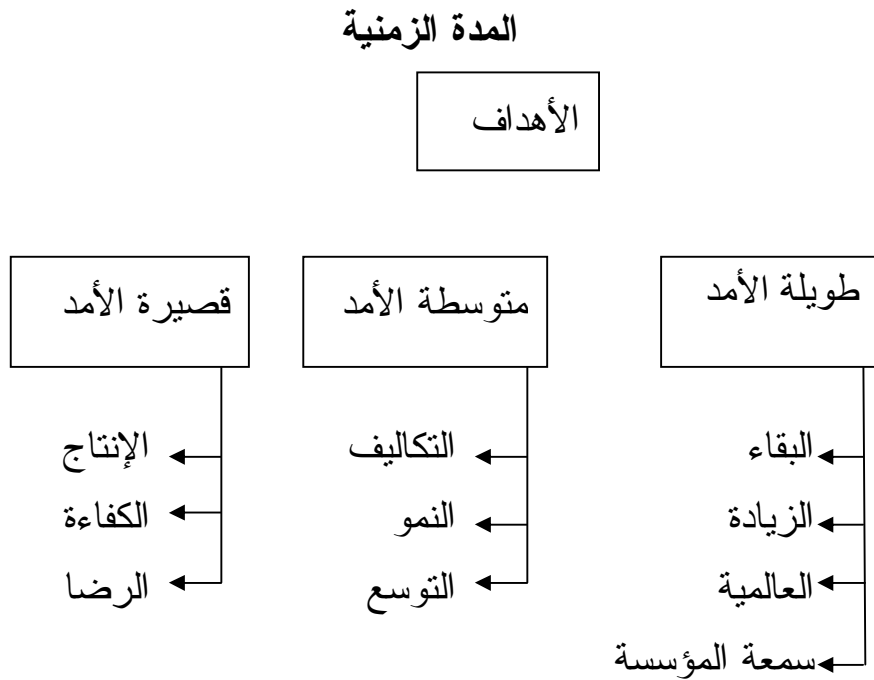 المدة الزمنية
الأهداف
طويلة الأمد
البقاء
الزيادة
العالمية
سمعة المؤسسة
متوسطة الأمد
التكاليف
النمو
التوسع
قصيرة الأمد
الإنتاج
الكفاءة
الرضا